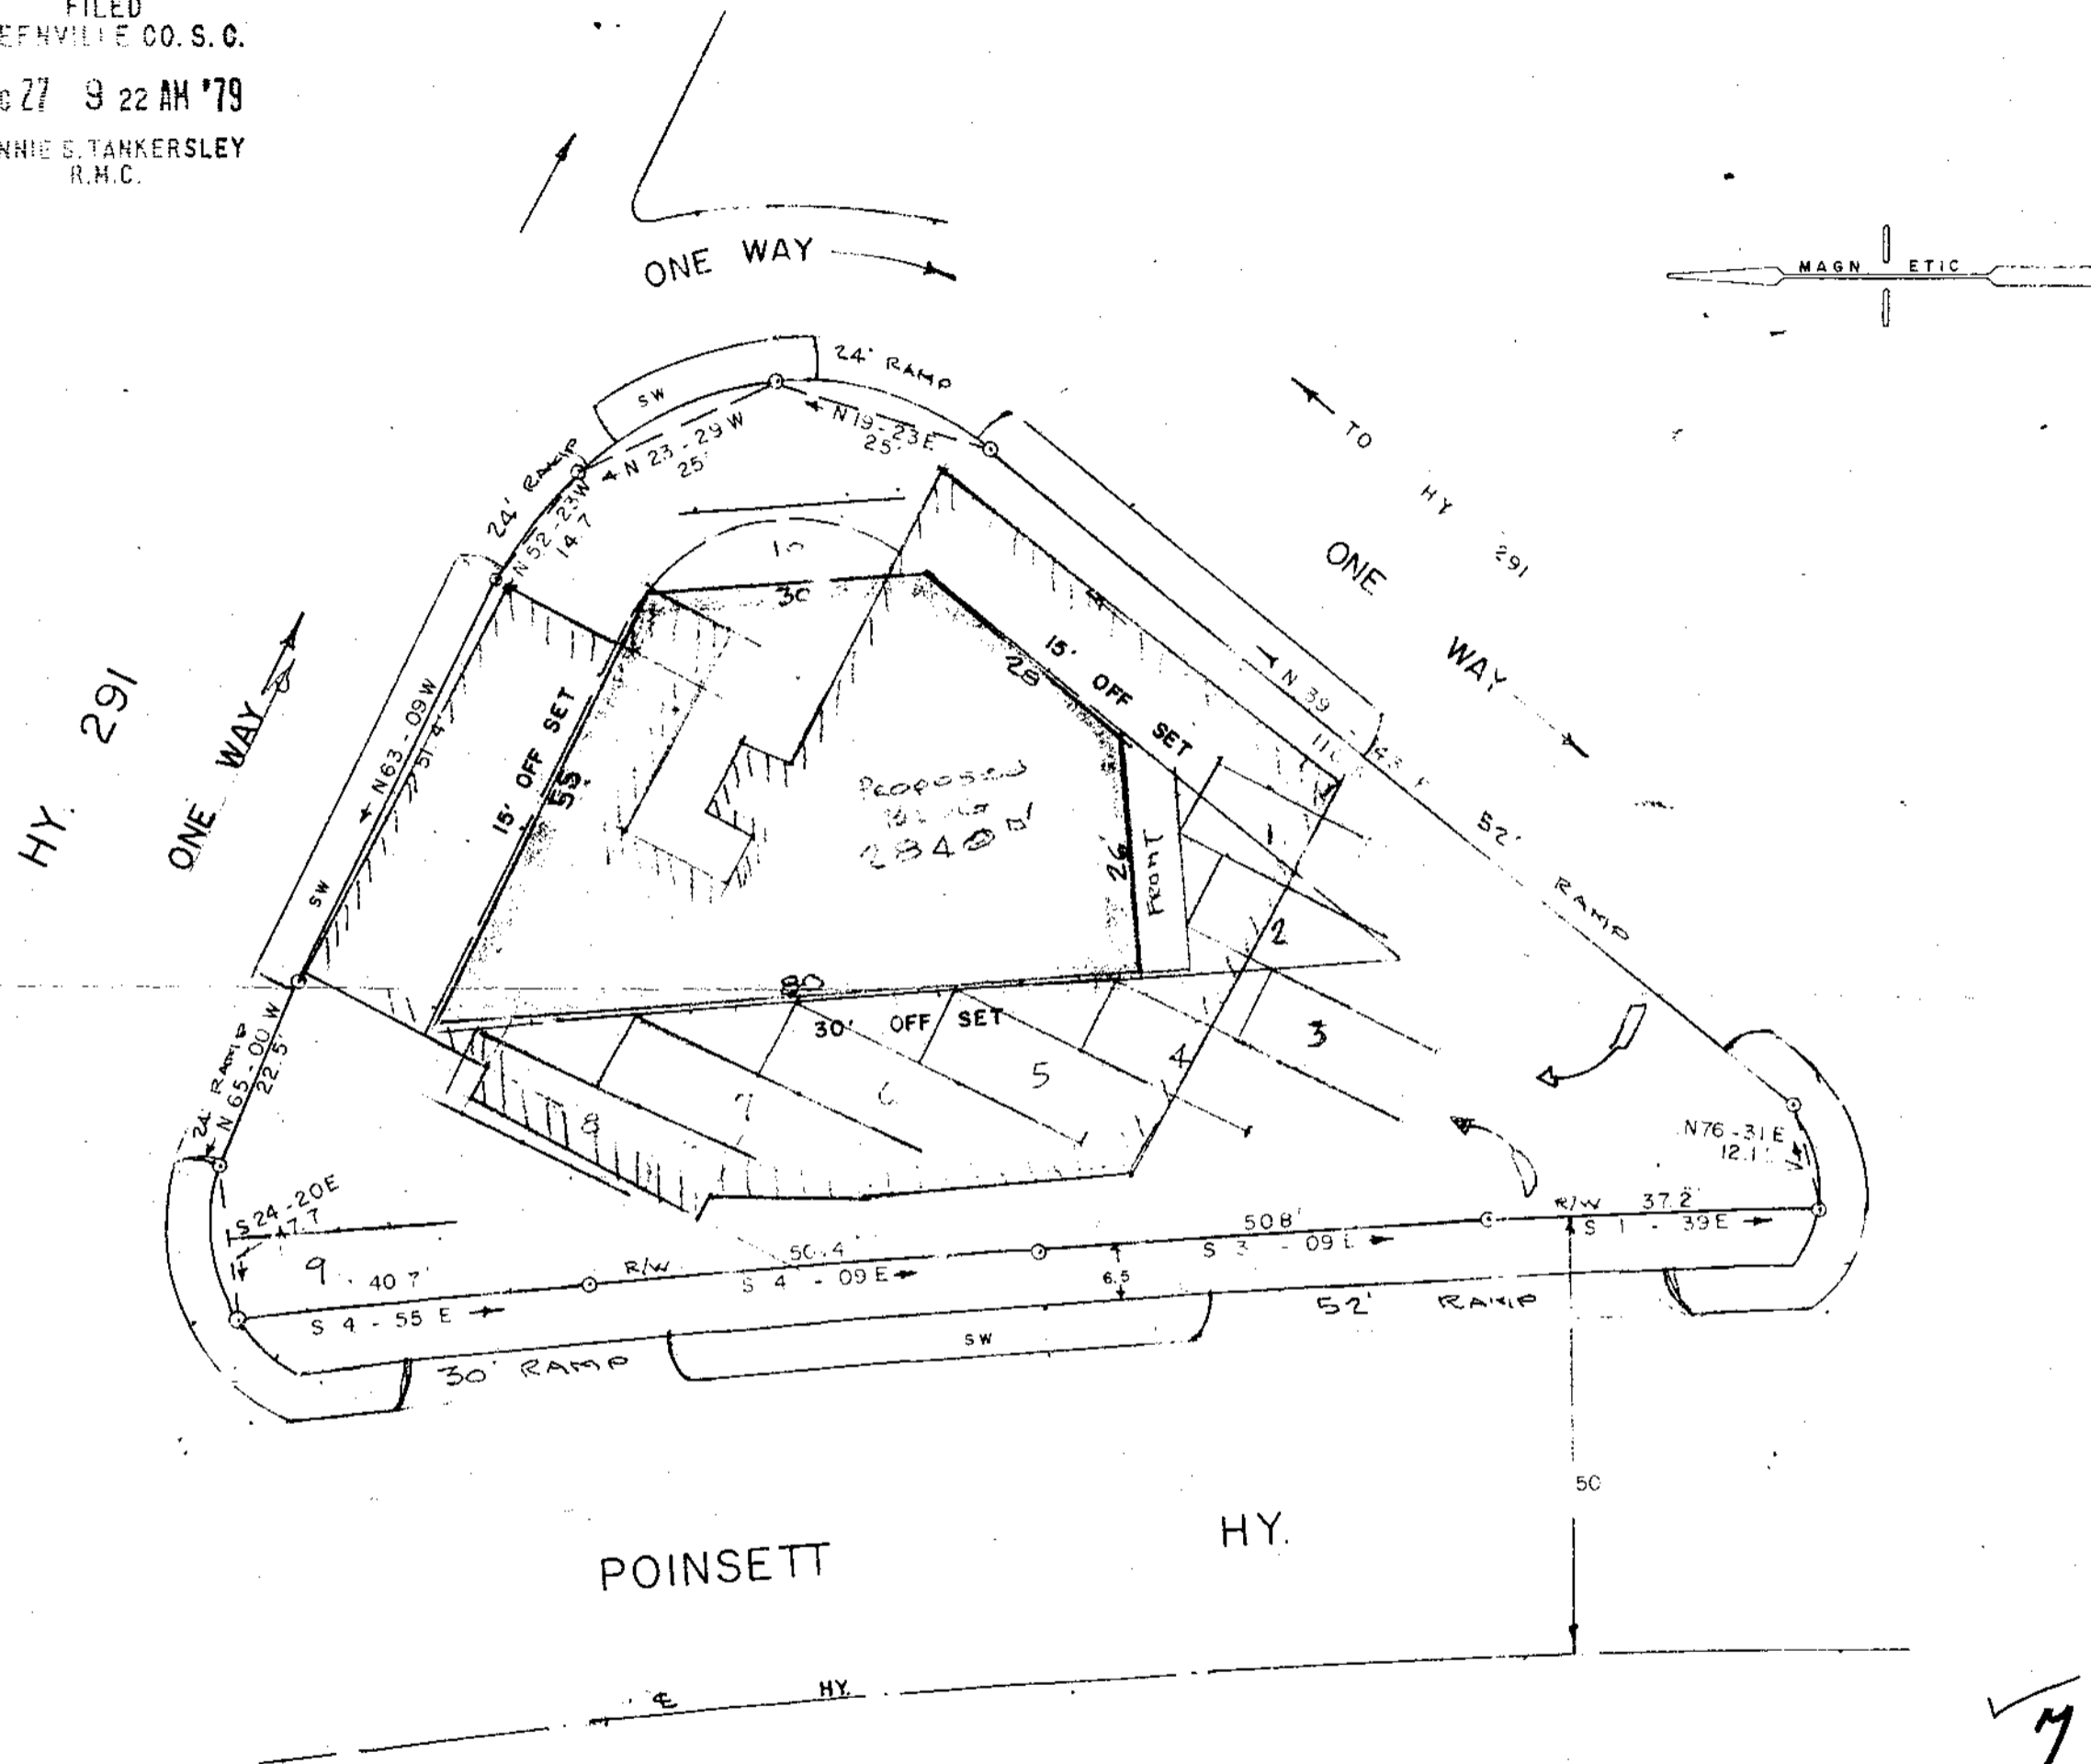 FILED
CO. S. C.
27 9 22 AM '79
S. TANKERSLEY
R.M.C.
ONE WAY
MAGNETIC
24' RAMP
SW
N 19-23 E
25'
N 23-29 W
25'
24' RAMP
N 52-23 W
14.7
TO HY 291
ONE WAY
10
30
15' OFF SET
28
N 39-
HY. 291
ONE WAY
N 63-09 W
51.4'
SW
15' OFF SET
55'
PROPOSED
2840
26'
FRONT
1
52' RAMP
2
80
30' OFF SET
3
4
5
6
7
8
24' RAMP
N 65-00 W
22.5'
N 76-31 E
12.1'
S 24-20 E
17.7
9
40.7'
S 4-55 E
R/W
50.4'
S 4-09 E
50.8'
S 3-09 E
R/W 37.2'
S 1-39 E
6.5
30' RAMP
SW
52' RAMP
50
POINSETT HY.
HY.